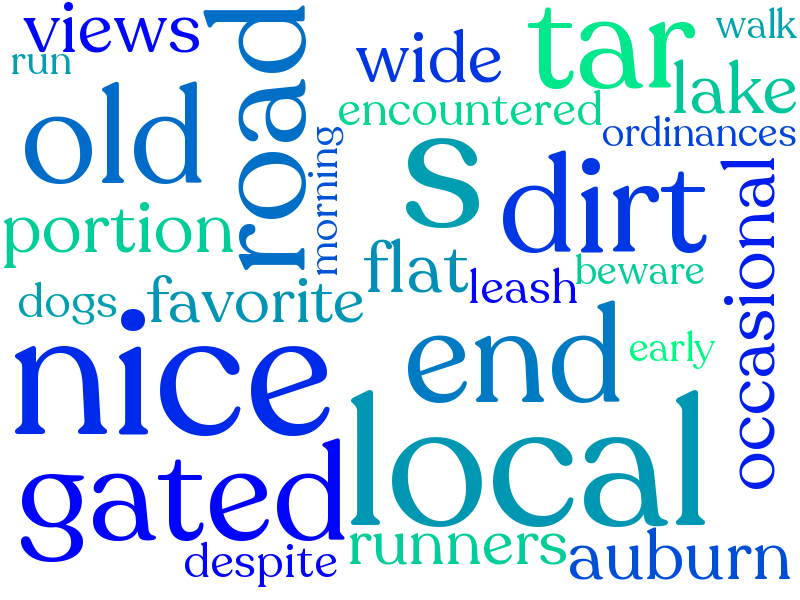 views
run
road
wide
tar
walk
lake
encountered
ordinances
old
morning
s
dirt
occasional
portion
flat
leash
beware
dogs
favorite
nice
end
early
gated
local
despite
runners
auburn